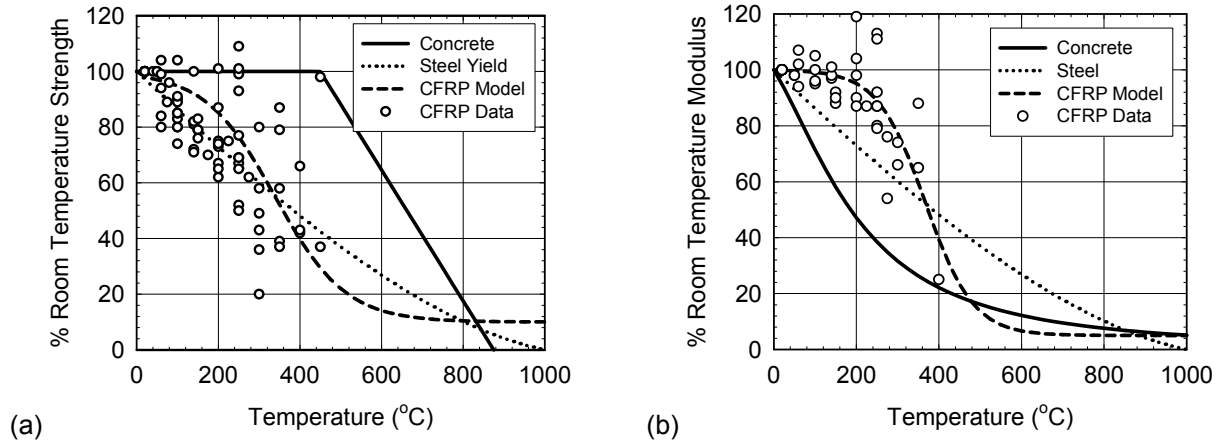 120
100
80
60
40
20
0
% Room Temperature Strength
Concrete
Steel Yield
CFRP Model
CFRP Data
0 200 400 600 800 1000
Temperature (°C)
(a)
120
100
80
60
40
20
0
% Room Temperature Modulus
Concrete
Steel
CFRP Model
CFRP Data
0 200 400 600 800 1000
Temperature (°C)
(b)